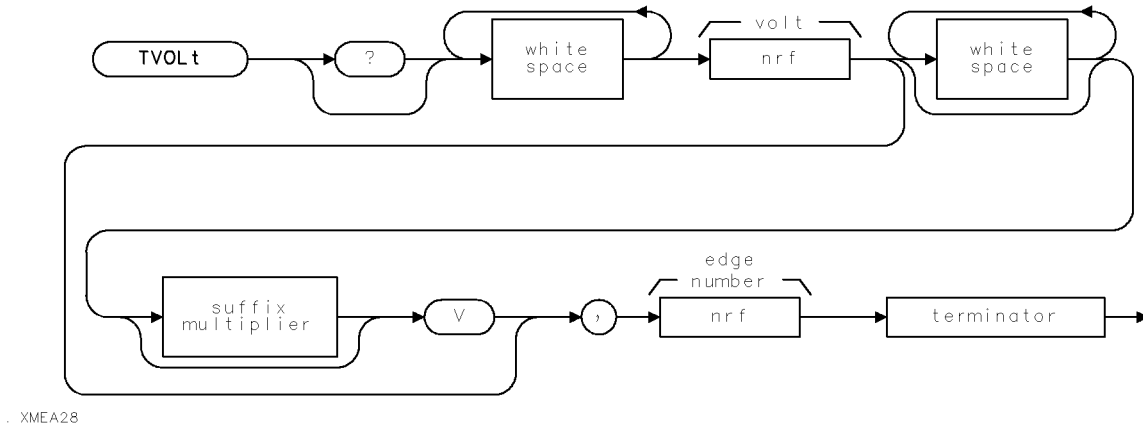 TVOLt
?
white
space
volt
nrf
white
space
suffix
multiplier
V
,
edge
number
nrf
terminator
. XMEA28